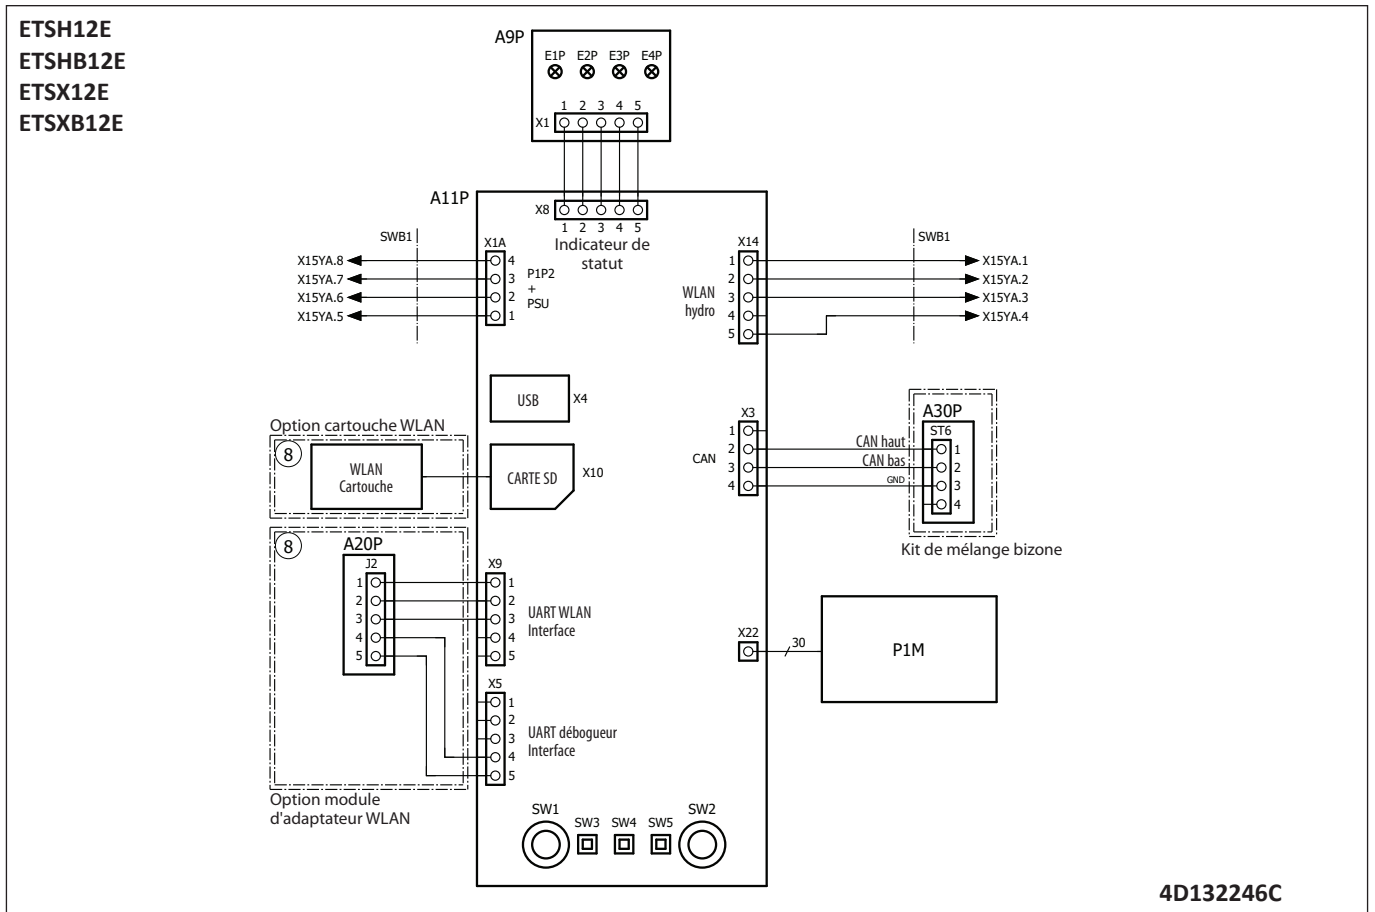 ETSH12E
ETSHB12E
ETSX12E
ETSXB12E
A9P
E1P E2P E3P E4P
1 2 3 4 5
X1
A11P
X8
1 2 3 4 5
Indicateur de
statut
SWB1
X1A
X15YA.8
4
X15YA.7
3
X15YA.6
2
X15YA.5
1
P1P2
+
PSU
X14
SWB1
1
X15YA.1
2
X15YA.2
3
X15YA.3
4
X15YA.4
5
WLAN
hydro
USB
X4
Option cartouche WLAN
8
WLAN
Cartouche
CARTE SD
X10
X3
1
2
3
4
CAN
CAN haut
CAN bas
GND
A30P
ST6
1
2
3
4
Kit de mélange bizone
8
A20P
J2
1
2
3
4
5
X9
1
2
3
4
5
UART WLAN
Interface
X5
1
2
3
4
5
UART débogueur
Interface
Option module
d'adaptateur WLAN
X22
30
P1M
SW1
SW3 SW4 SW5
SW2
4D132246C